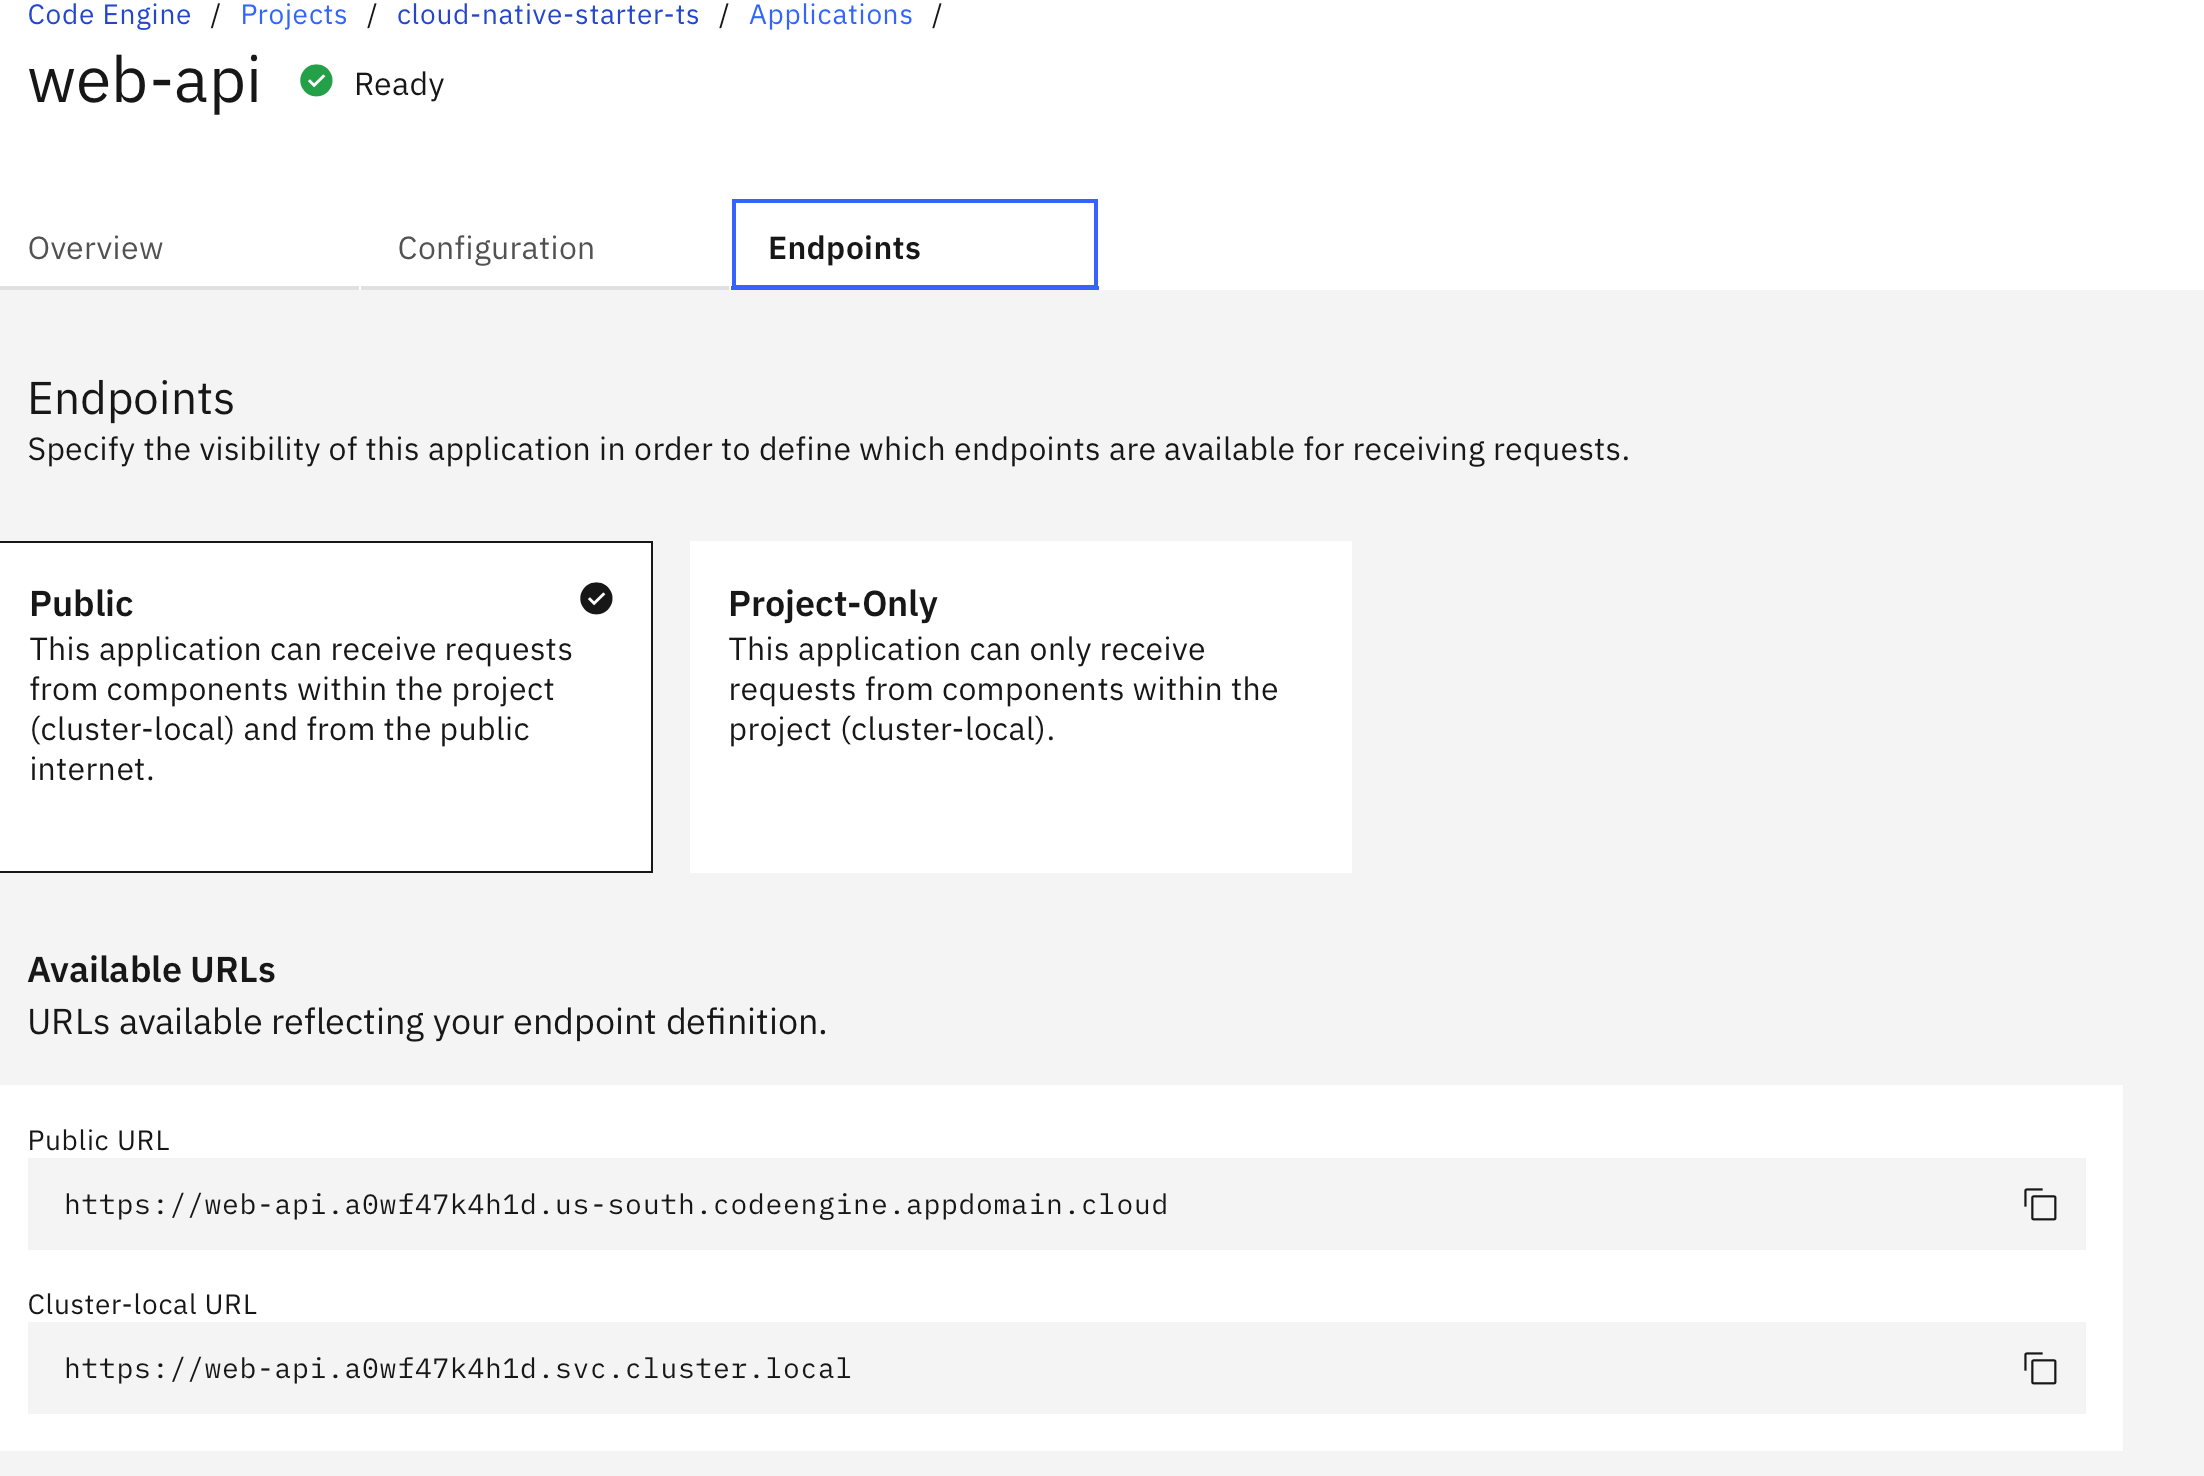 Code Engine / Projects / cloud-native-starter-ts / Applications /
web-api Ready
Overview Configuration Endpoints
Endpoints
Specify the visibility of this application in order to define which endpoints are available for receiving requests.
Public
This application can receive requests
from components within the project
(cluster-local) and from the public
internet.
Project-Only
This application can only receive
requests from components within the
project (cluster-local).
Available URLs
URLs available reflecting your endpoint definition.
Public URL
https://web-api.a0wf47k4h1d.us-south.codeengine.appdomain.cloud
Cluster-local URL
https://web-api.a0wf47k4h1d.svc.cluster.local